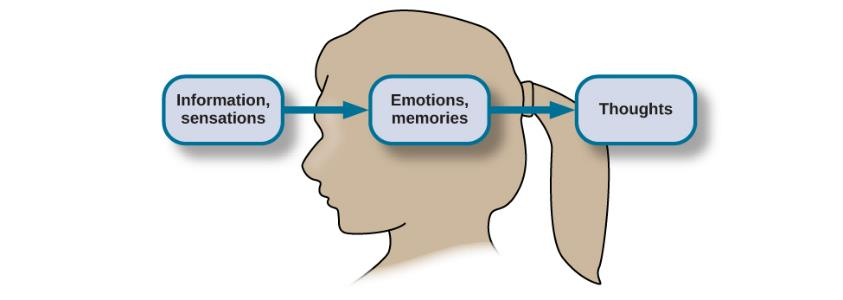 Information,
sensations
Emotions,
memories
Thoughts